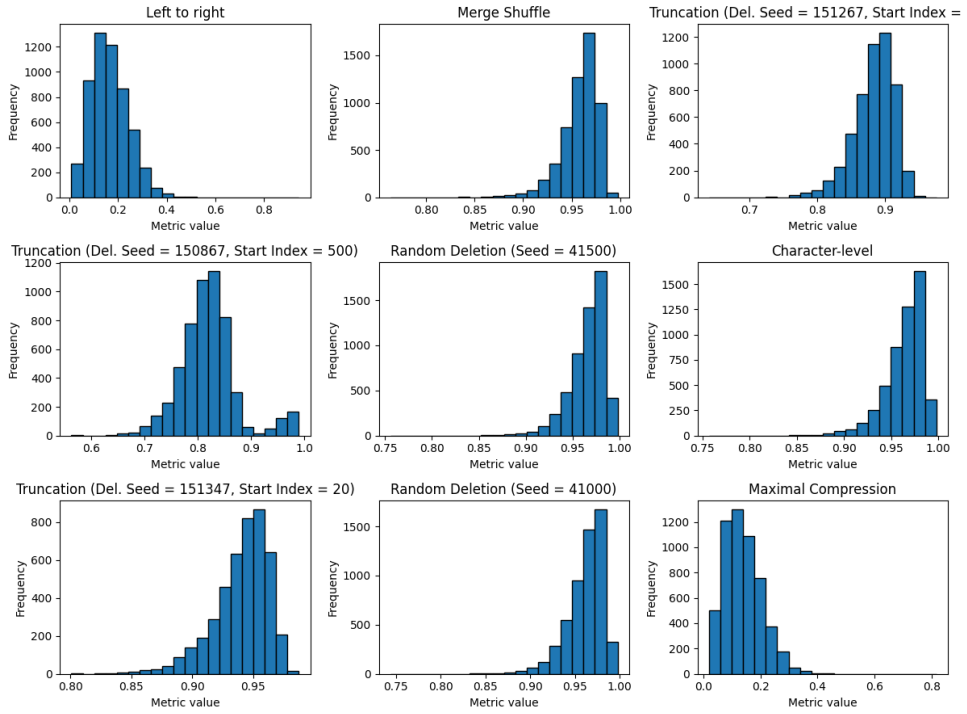 Left to right
Frequency
1200
1000
800
600
400
200
0
0.0 0.2 0.4 0.6 0.8
Metric value
Merge Shuffle
Frequency
1500
1000
500
0
0.80 0.85 0.90 0.95 1.00
Metric value
Truncation (Del. Seed = 151267, Start Index =
Frequency
1200
1000
800
600
400
200
0
0.7 0.8 0.9
Metric value
Truncation (Del. Seed = 150867, Start Index = 500)
Frequency
1200
1000
800
600
400
200
0
0.6 0.7 0.8 0.9 1.0
Metric value
Random Deletion (Seed = 41500)
Frequency
1500
1000
500
0
0.75 0.80 0.85 0.90 0.95 1.00
Metric value
Character-level
Frequency
1500
1250
1000
750
500
250
0
0.75 0.80 0.85 0.90 0.95 1.00
Metric value
Truncation (Del. Seed = 151347, Start Index = 20)
Frequency
800
600
400
200
0
0.80 0.85 0.90 0.95
Metric value
Random Deletion (Seed = 41000)
Frequency
1500
1000
500
0
0.75 0.80 0.85 0.90 0.95 1.00
Metric value
Maximal Compression
Frequency
1200
1000
800
600
400
200
0
0.0 0.2 0.4 0.6 0.8
Metric value